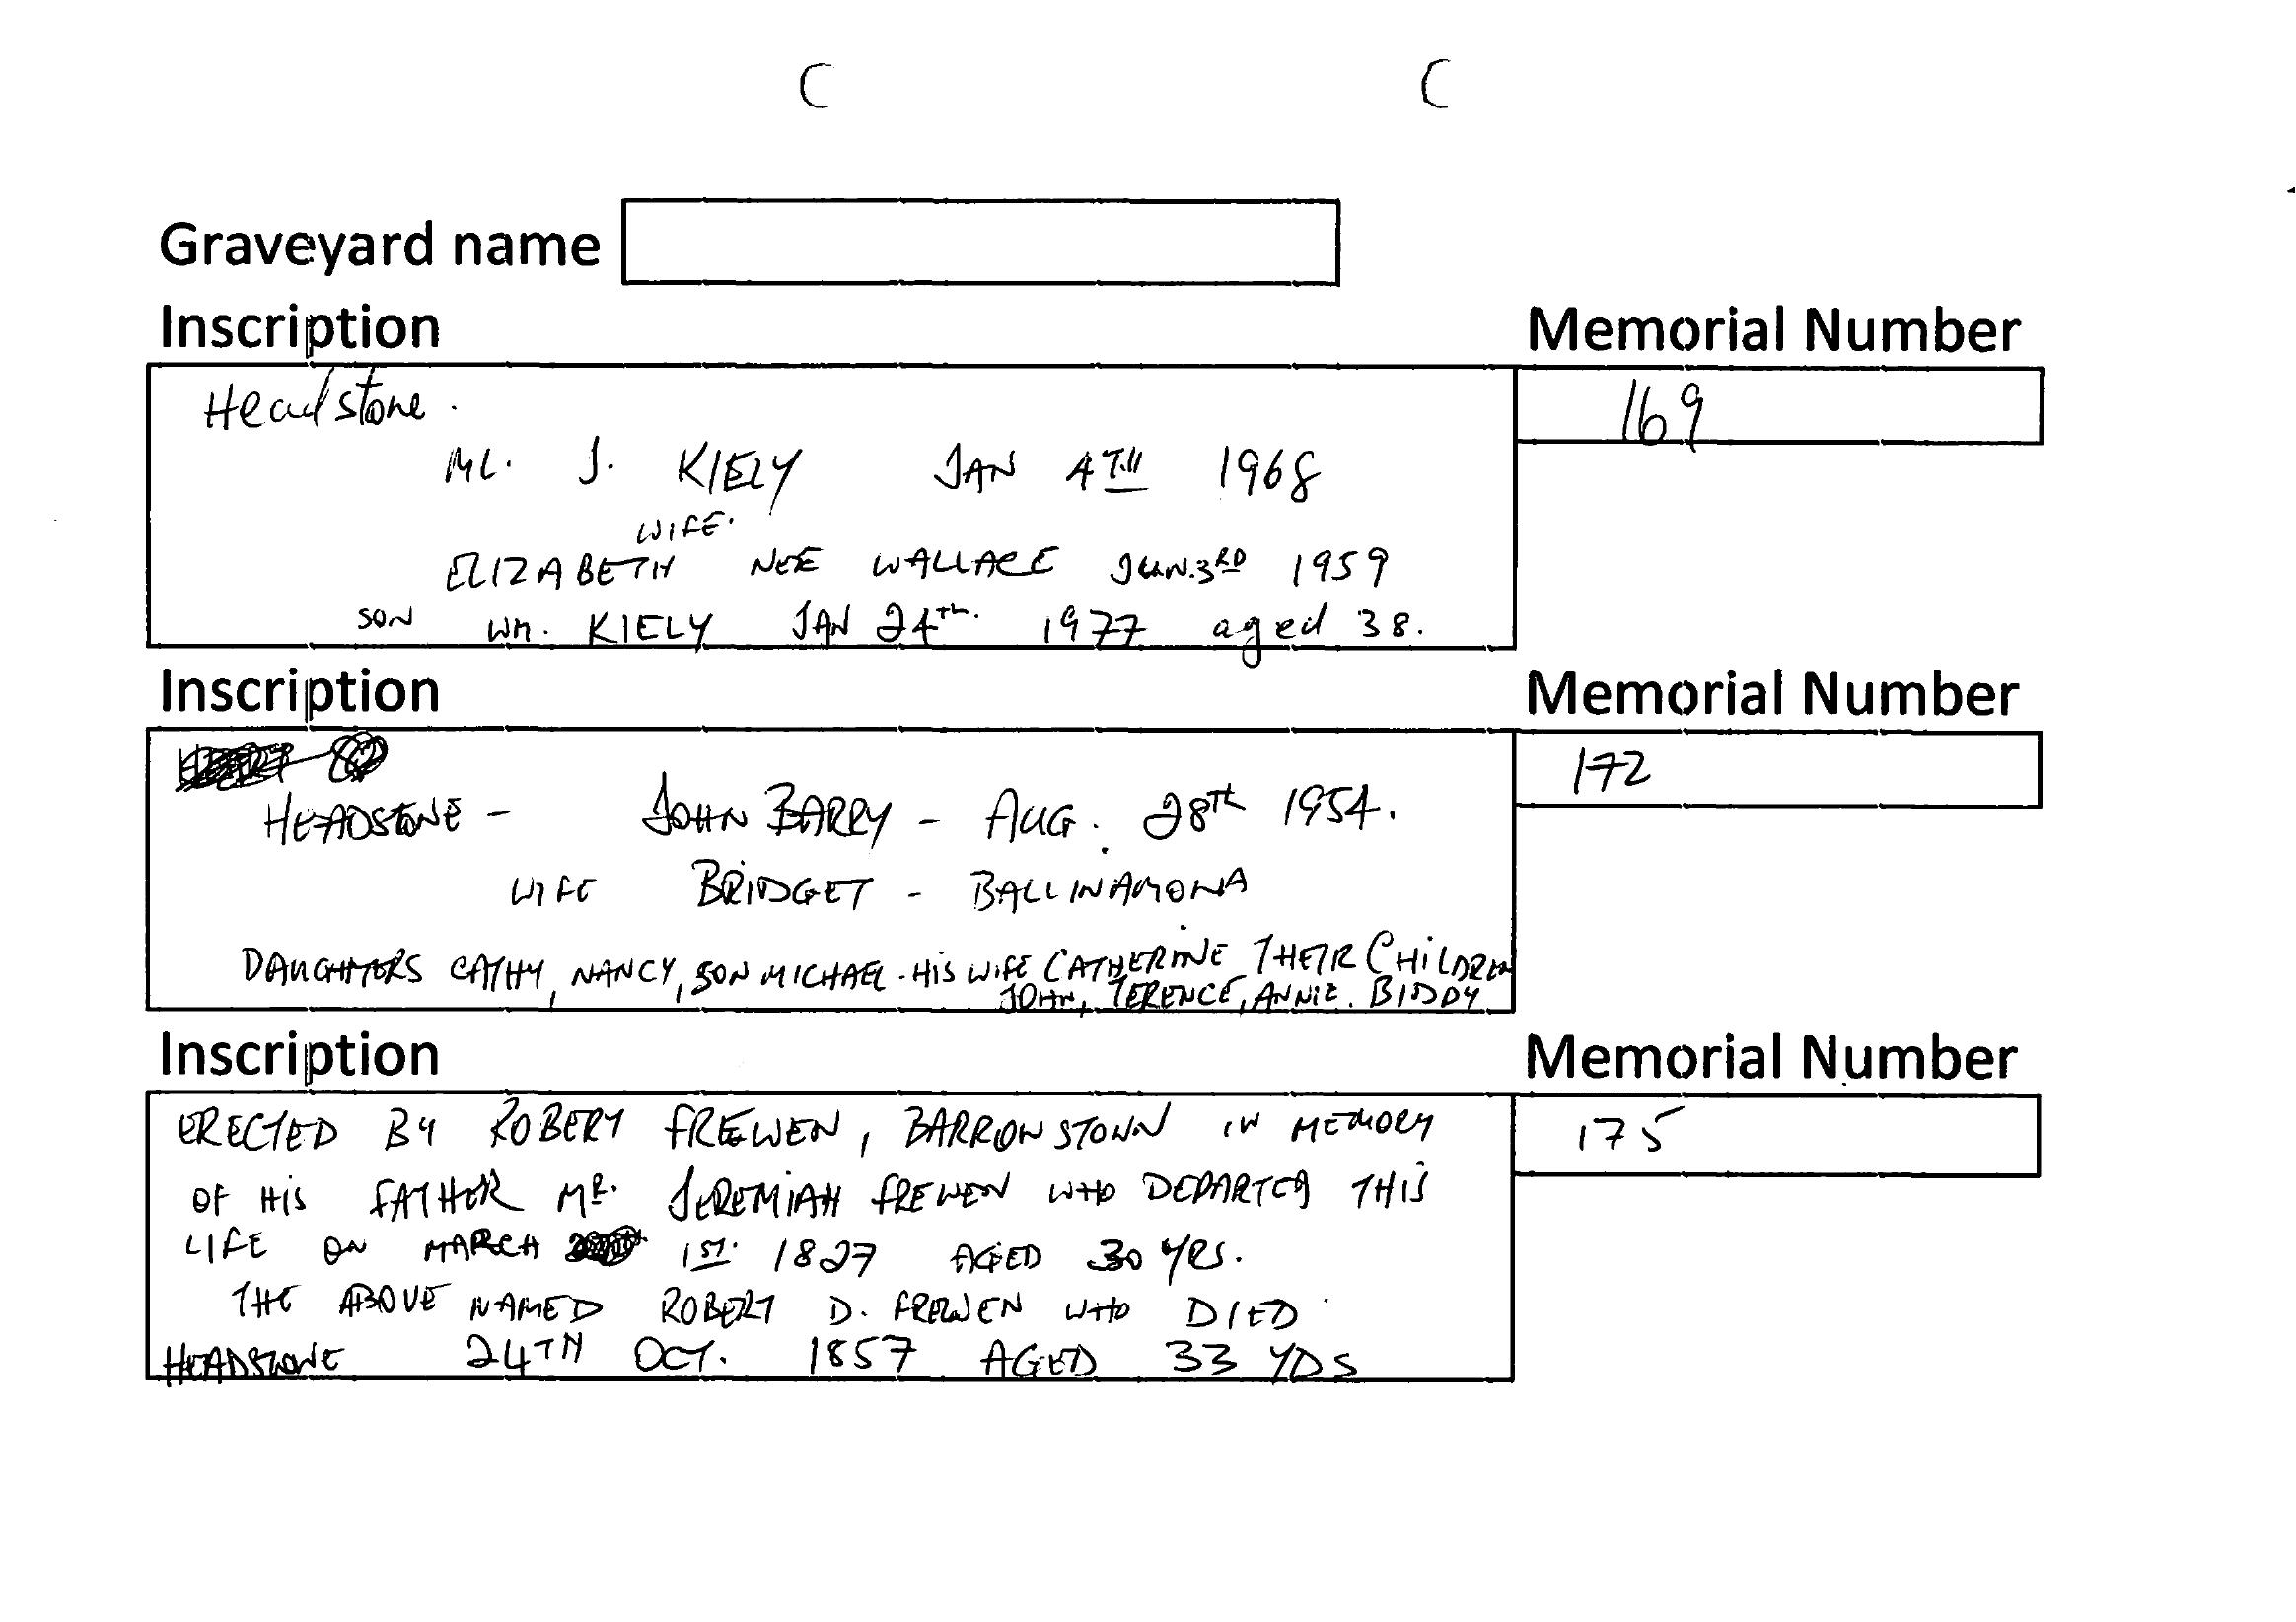 Graveyard name
Inscription Memorial Number
Headstone. 169
ML. J. KIELY JAN 4TH 1968
WIFE.
ELIZABETH NEE WALLACE JUN.3RD 1959
SON WM. KIELY JAN 24TH. 1977 aged 38.
Inscription Memorial Number
172
HEADSTONE - JOHN BARRY - AUG. 28TH 1954.
WIFE BRIDGET - BALLINAMONA
DAUGHTERS CATHY, NANCY, SON MICHAEL - HIS WIFE CATHERINE THEIR CHILDREN
JOHN, TERENCE, ANNIE. BIDDY
Inscription Memorial Number
ERECTED BY ROBERT FREWEN, BARRONSTOWN IN MEMORY 175
OF HIS FATHER MR. JEREMIAH FREWEN WHO DEPARTED THIS
LIFE ON MARCH 1ST. 1827 AGED 30 YRS.
THE ABOVE NAMED ROBERT D. FREWEN WHO DIED
HEADSTONE 24TH OCT. 1857 AGED 33 YDS